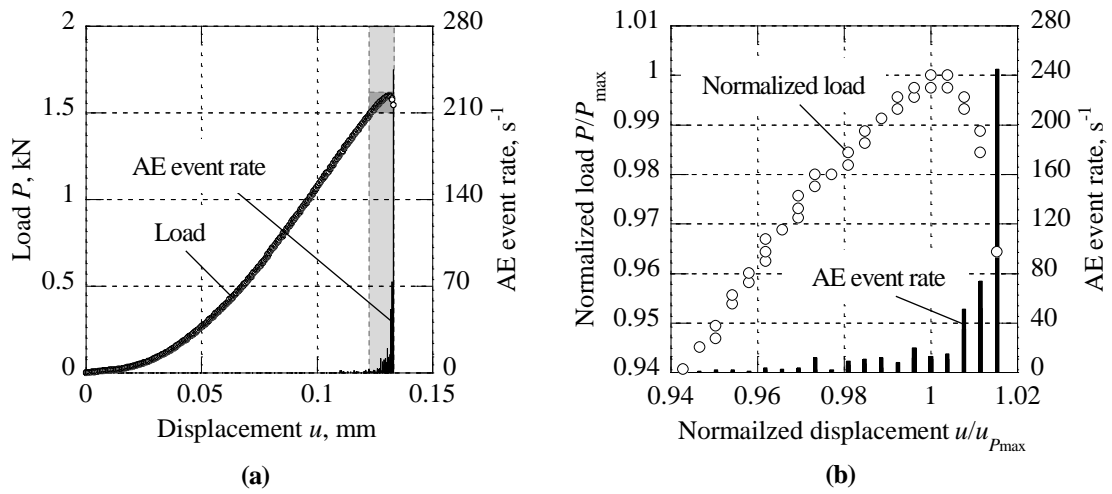 (a)
2
1.5
1
0.5
0
Load P, kN
280
210
140
70
0
AE event rate, s-1
AE event rate
Load
0
0.05
0.1
0.15
Displacement u, mm
(a)
(b)
1.01
1
0.99
0.98
0.97
0.96
0.95
0.94
Normalized load P/Pmax
280
240
200
160
120
80
40
0
AE event rate, s-1
Normalized load
AE event rate
0.94
0.96
0.98
1
1.02
Normailzed displacement u/uPmax
(b)